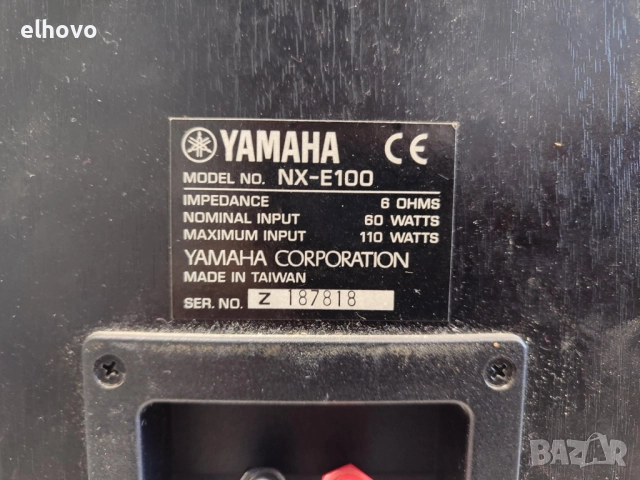 elhovo
YAMAHA CE
MODEL NO. NX-E100
IMPEDANCE 6 OHMS
NOMINAL INPUT 60 WATTS
MAXIMUM INPUT 110 WATTS
YAMAHA CORPORATION
MADE IN TAIWAN
SER. NO. Z 187818
BAZAR